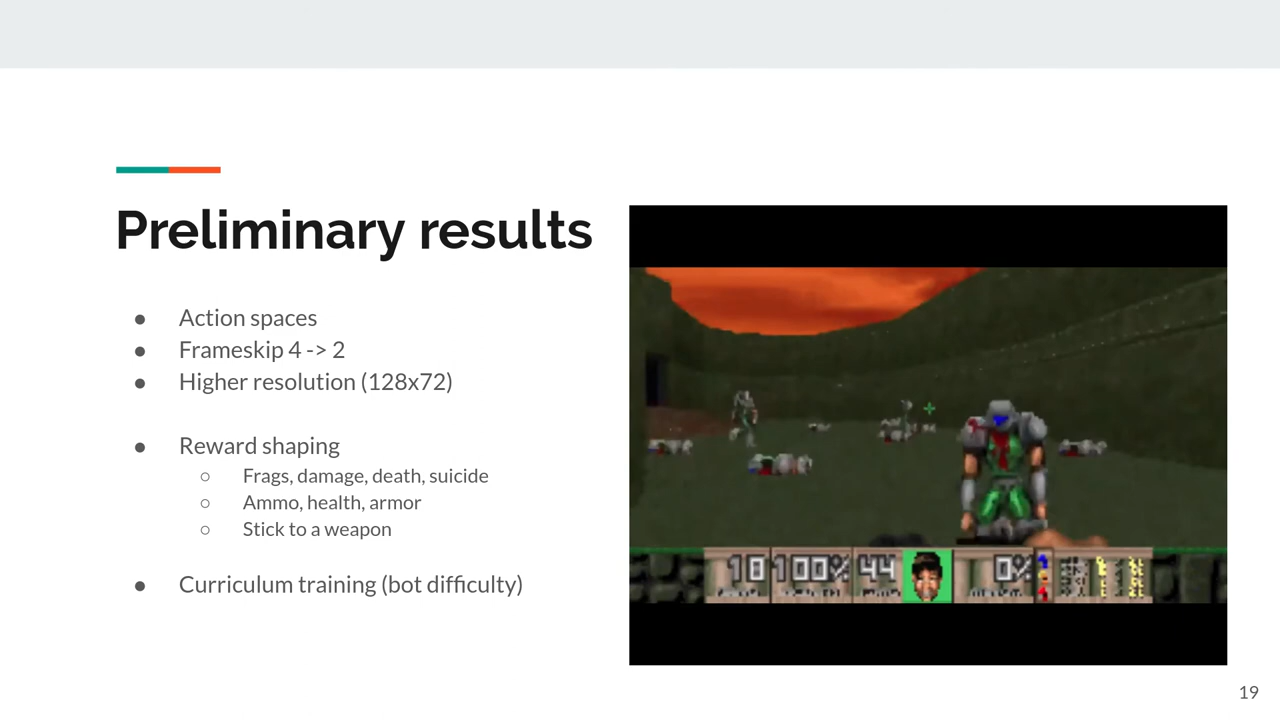 Preliminary results
● Action spaces
● Frameskip 4 -> 2
● Higher resolution (128x72)
● Reward shaping
○ Frags, damage, death, suicide
○ Ammo, health, armor
○ Stick to a weapon
● Curriculum training (bot difficulty)
10 100% 44 0%
19